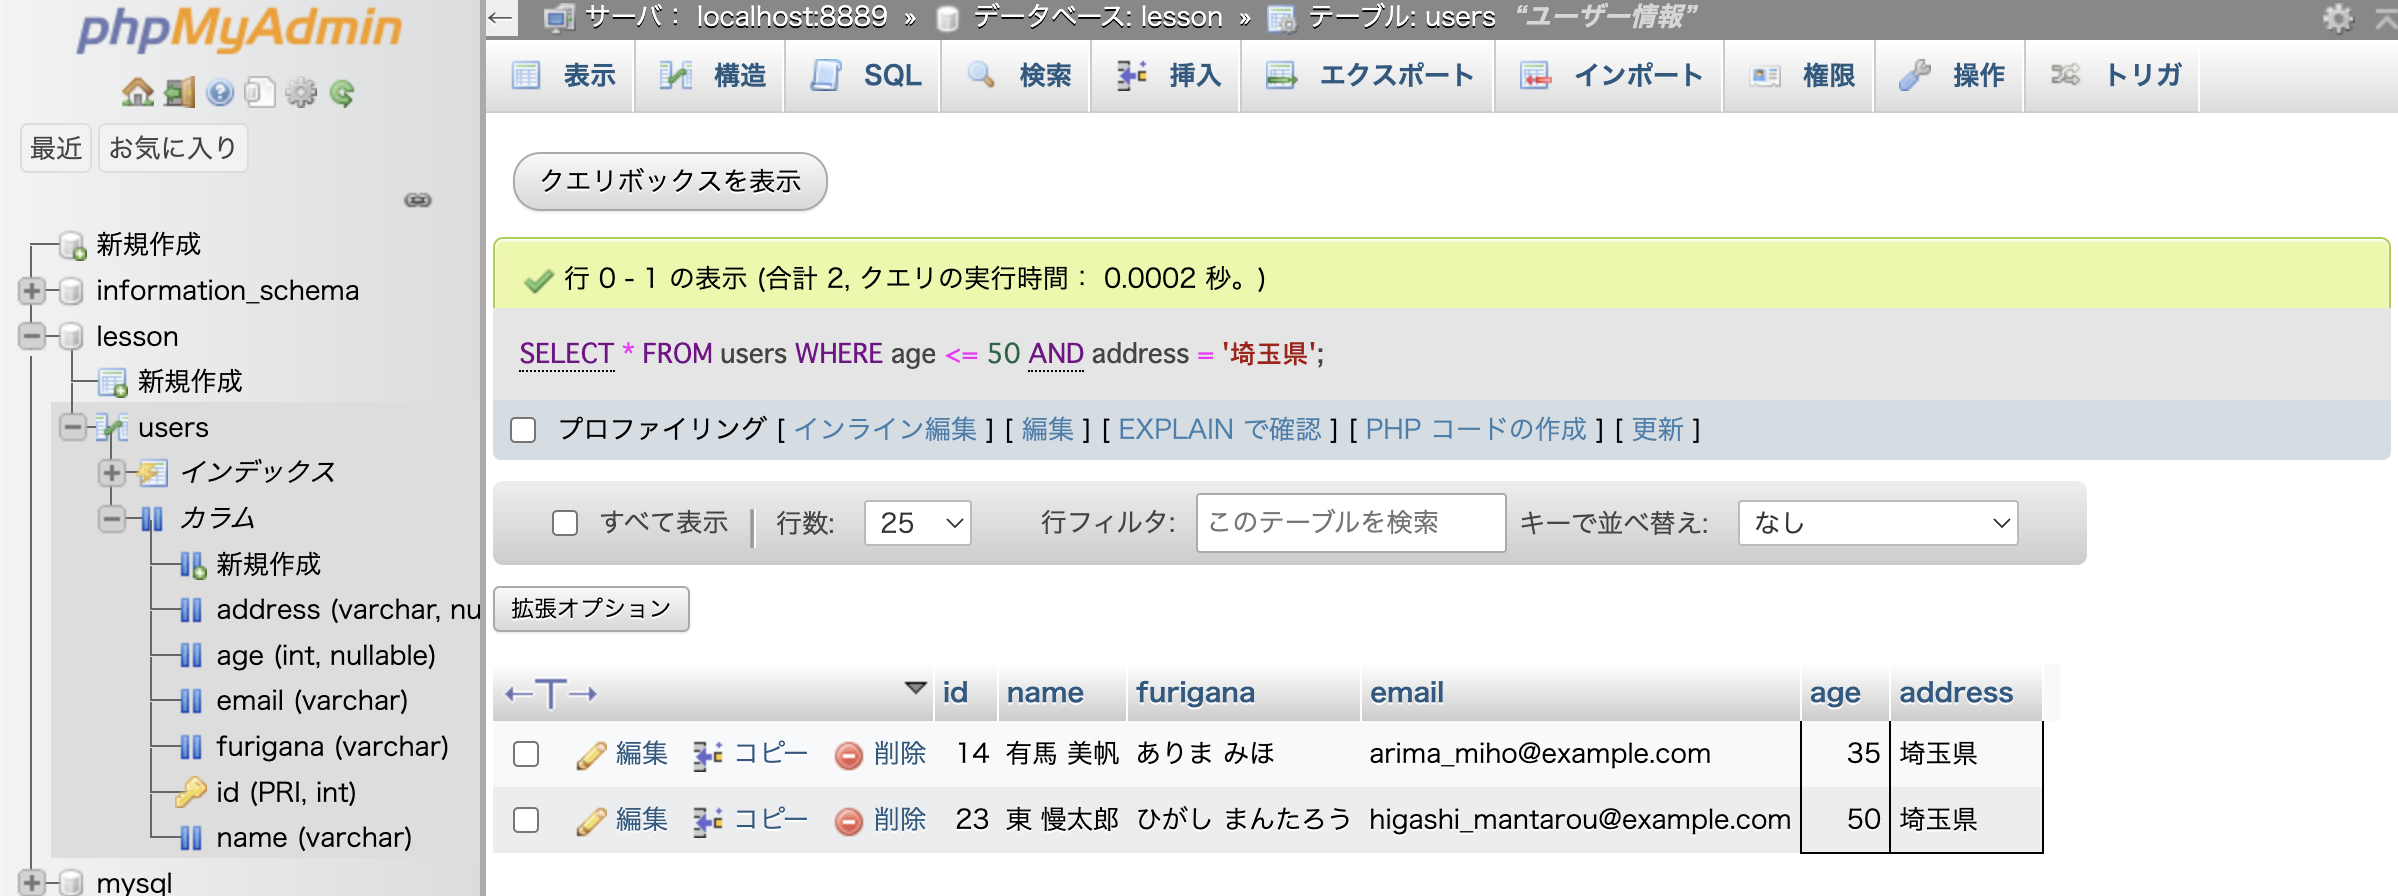 phpMyAdmin
最近 お気に入り
新規作成
information_schema
lesson
新規作成
users
インデックス
カラム
新規作成
address (varchar, nu
age (int, nullable)
email (varchar)
furigana (varchar)
id (PRI, int)
name (varchar)
mysql
← サーバ： localhost:8889 » データベース: lesson » テーブル: users “ユーザー情報”
表示 構造 SQL 検索 挿入 エクスポート インポート 権限 操作 トリガ
クエリボックスを表示
行 0 - 1 の表示 (合計 2, クエリの実行時間： 0.0002 秒。)
SELECT * FROM users WHERE age <= 50 AND address = '埼玉県';
プロファイリング [ インライン編集 ] [ 編集 ] [ EXPLAIN で確認 ] [ PHP コードの作成 ] [ 更新 ]
すべて表示 | 行数: 25 行フィルタ: このテーブルを検索 キーで並べ替え: なし
拡張オプション
←T→ id name furigana email age address
編集 コピー 削除 14 有馬 美帆 ありま みほ arima_miho@example.com 35 埼玉県
編集 コピー 削除 23 東 慢太郎 ひがし まんたろう higashi_mantarou@example.com 50 埼玉県